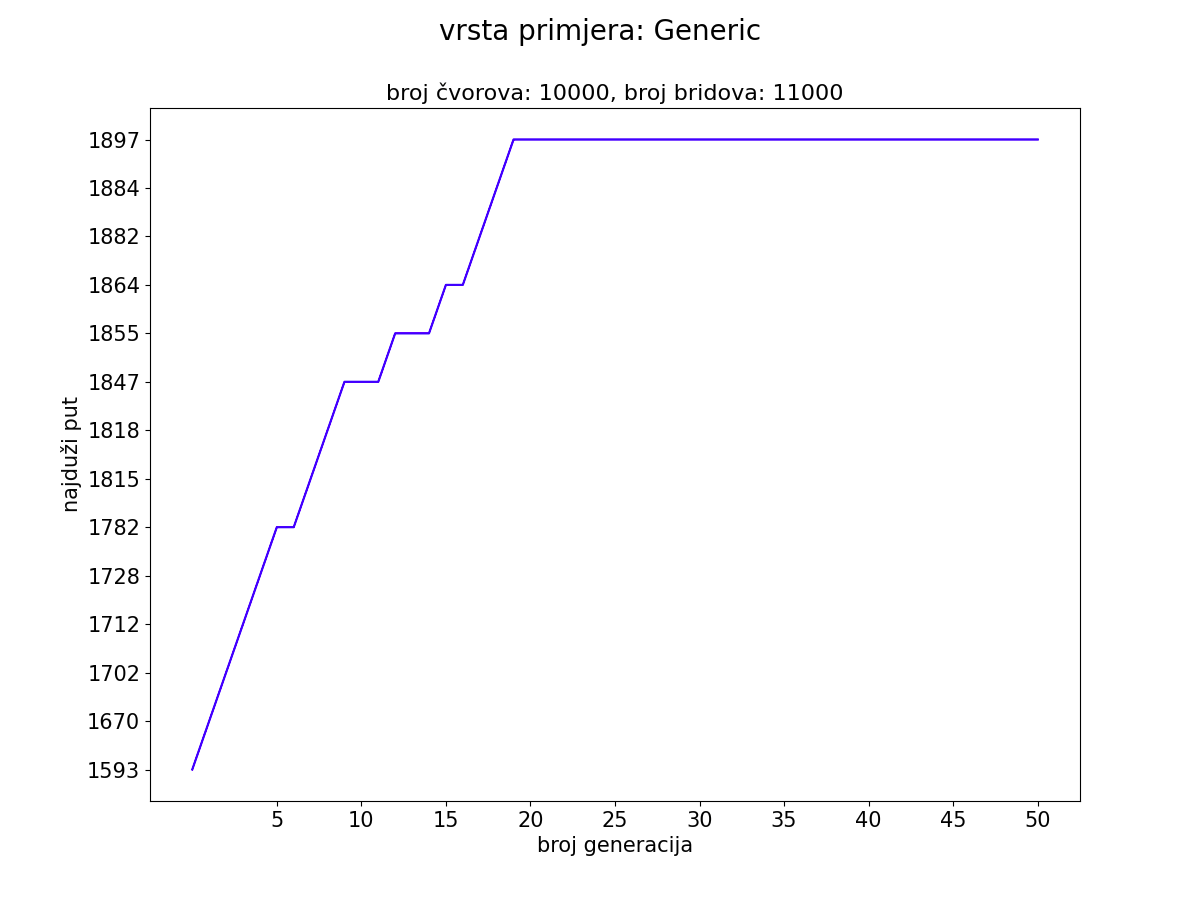 vrsta primjera: Generic
broj čvorova: 10000, broj bridova: 11000
najduži put
1897
1884
1882
1864
1855
1847
1818
1815
1782
1728
1712
1702
1670
1593
5 10 15 20 25 30 35 40 45 50
broj generacija